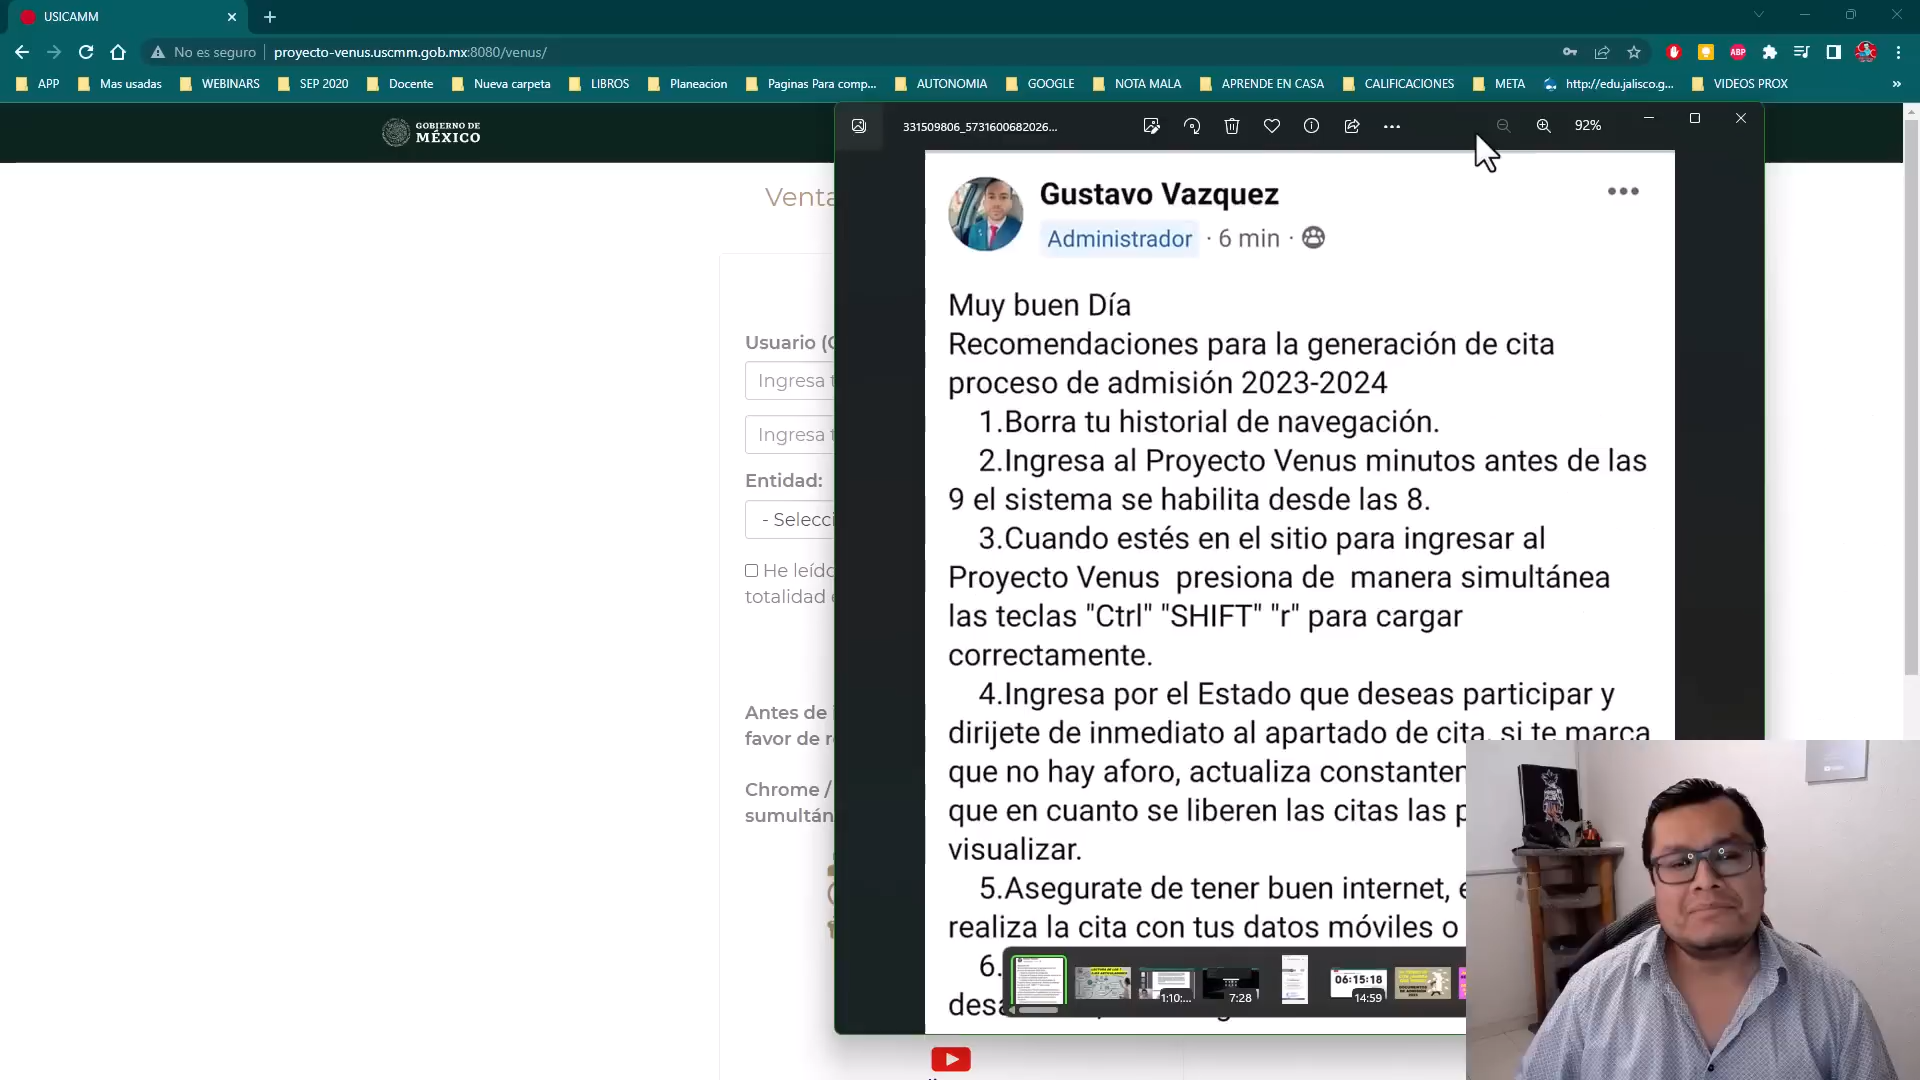 USICAMM
No es seguro
proyecto-venus.uscmm.gob.mx:8080/venus/
ABP
APP
Mas usadas
WEBINARS
SEP 2020
Docente
Nueva carpeta
LIBROS
Planeacion
Paginas Para comp...
AUTONOMIA
GOOGLE
NOTA MALA
APRENDE EN CASA
CALIFICACIONES
META
http://edu.jalisco.g...
VIDEOS PROX
»
GOBIERNO DE
MÉXICO
331509806_5731600682026...
92%
Venta
Usuario (
Ingresa
Ingresa
Entidad:
- Selecci
He leído
totalidad
Antes de
favor de
Chrome /
sumultán
Gustavo Vazquez
Administrador · 6 min ·
Muy buen Día
Recomendaciones para la generación de cita
proceso de admisión 2023-2024
1.Borra tu historial de navegación.
2.Ingresa al Proyecto Venus minutos antes de las
9 el sistema se habilita desde las 8.
3.Cuando estés en el sitio para ingresar al
Proyecto Venus presiona de manera simultánea
las teclas "Ctrl" "SHIFT" "r" para cargar
correctamente.
4.Ingresa por el Estado que deseas participar y
dirijete de inmediato al apartado de cita, si te marca
que no hay aforo, actualiza constanten
que en cuanto se liberen las citas las p
visualizar.
5.Asegurate de tener buen internet,
realiza la cita con tus datos móviles o
6.
desa
1:10:...
7:28
06:15:18
14:59